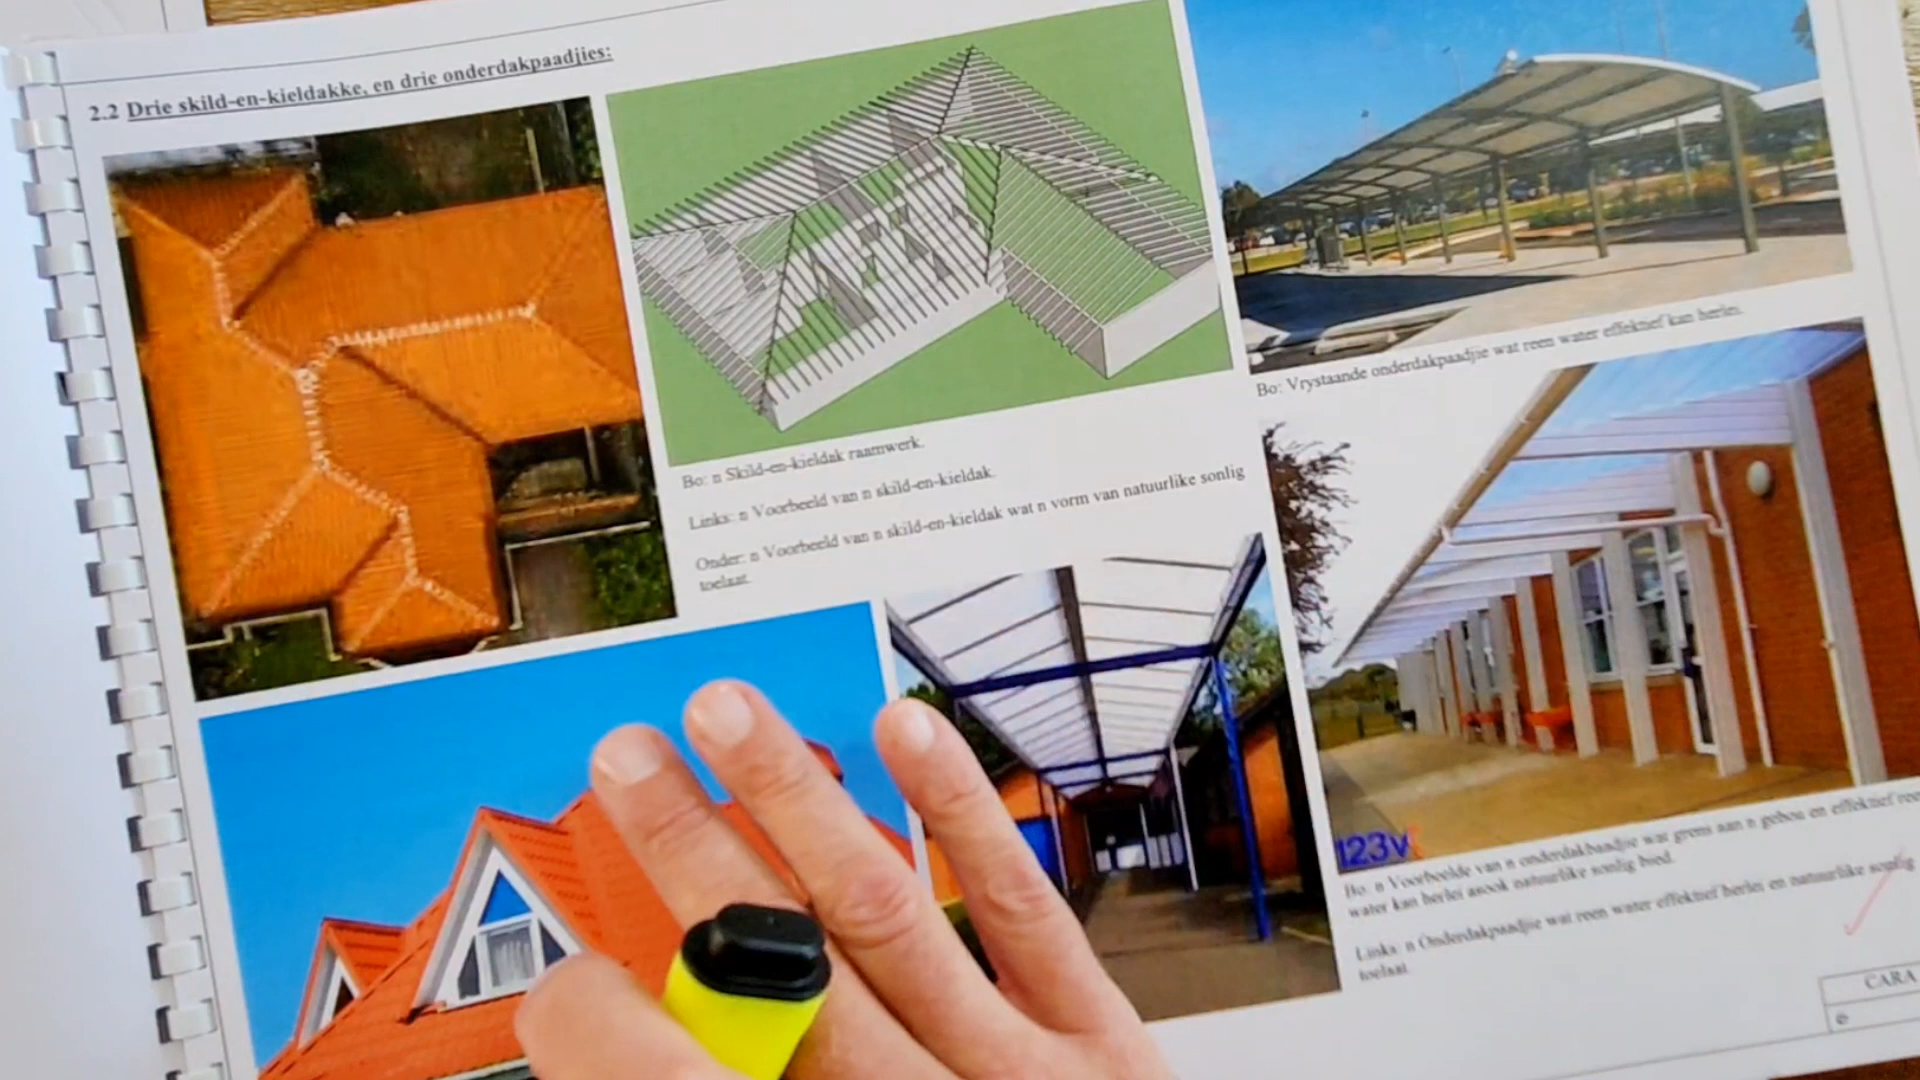 2.2 Drie skild-en-kieldakke, en drie onderdakpaadjies:
Bo: n Skild-en-kieldak raamwerk.
Links: n Voorbeeld van n skild-en-kieldak.
Onder: n Voorbeeld van n skild-en-kieldak wat n vorm van natuurlike sonlig
toelaat.
Bo: Vrystaande onderdakpaadjie wat reen water effektief kan herlei.
123v
Bo: n Voorbeelde van n onderdakbaadjie wat grens aan n gebou en effektief
water kan herlei asook natuurlike sonlig bied.
Links: n Onderdakpaadjie wat reen water effektief herlei en natuurlike sonlig
toelaat.
CARA